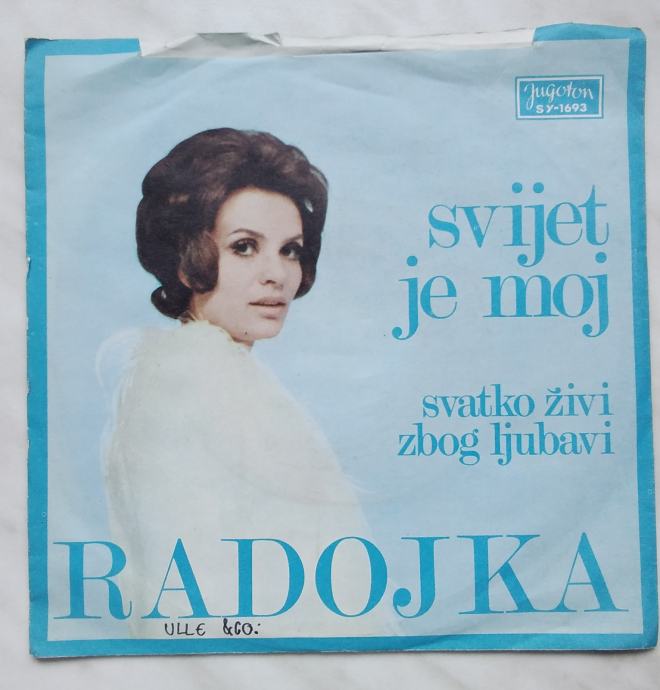 Jugoton
SY-1693
svijet
je moj
svatko živi
zbog ljubavi
RADOJKA
ULLE &CO.